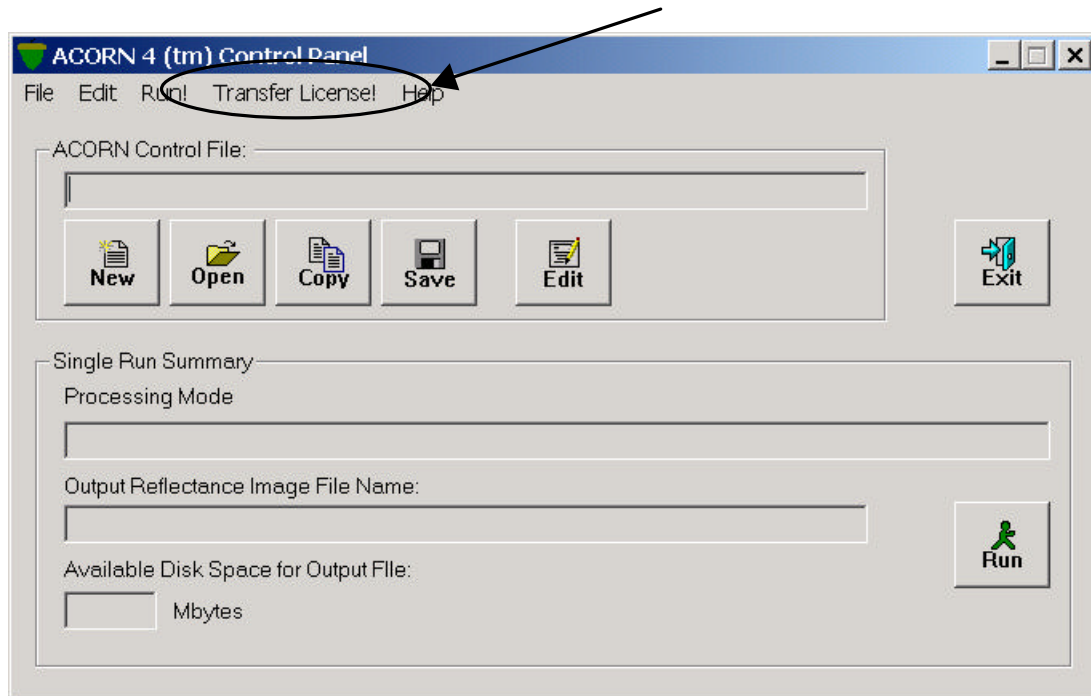 ACORN 4 (tm) Control Panel
File Edit Run! Transfer License! Help
ACORN Control File:
New Open Copy Save Edit Exit
Single Run Summary
Processing Mode
Output Reflectance Image File Name:
Available Disk Space for Output FIle:
Mbytes
Run